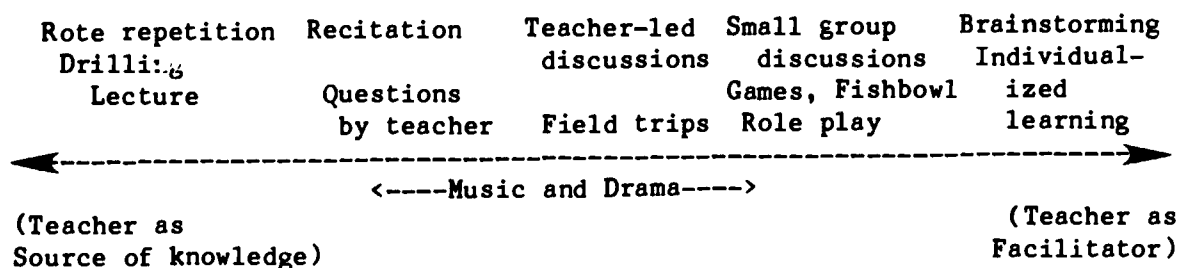 Rote repetition Recitation Teacher-led Small group Brainstorming
Drilling discussions discussions Individual-
Lecture Questions Games, Fishbowl ized
by teacher Field trips Role play learning
<----Music and Drama---->
(Teacher as (Teacher as
Source of knowledge) Facilitator)